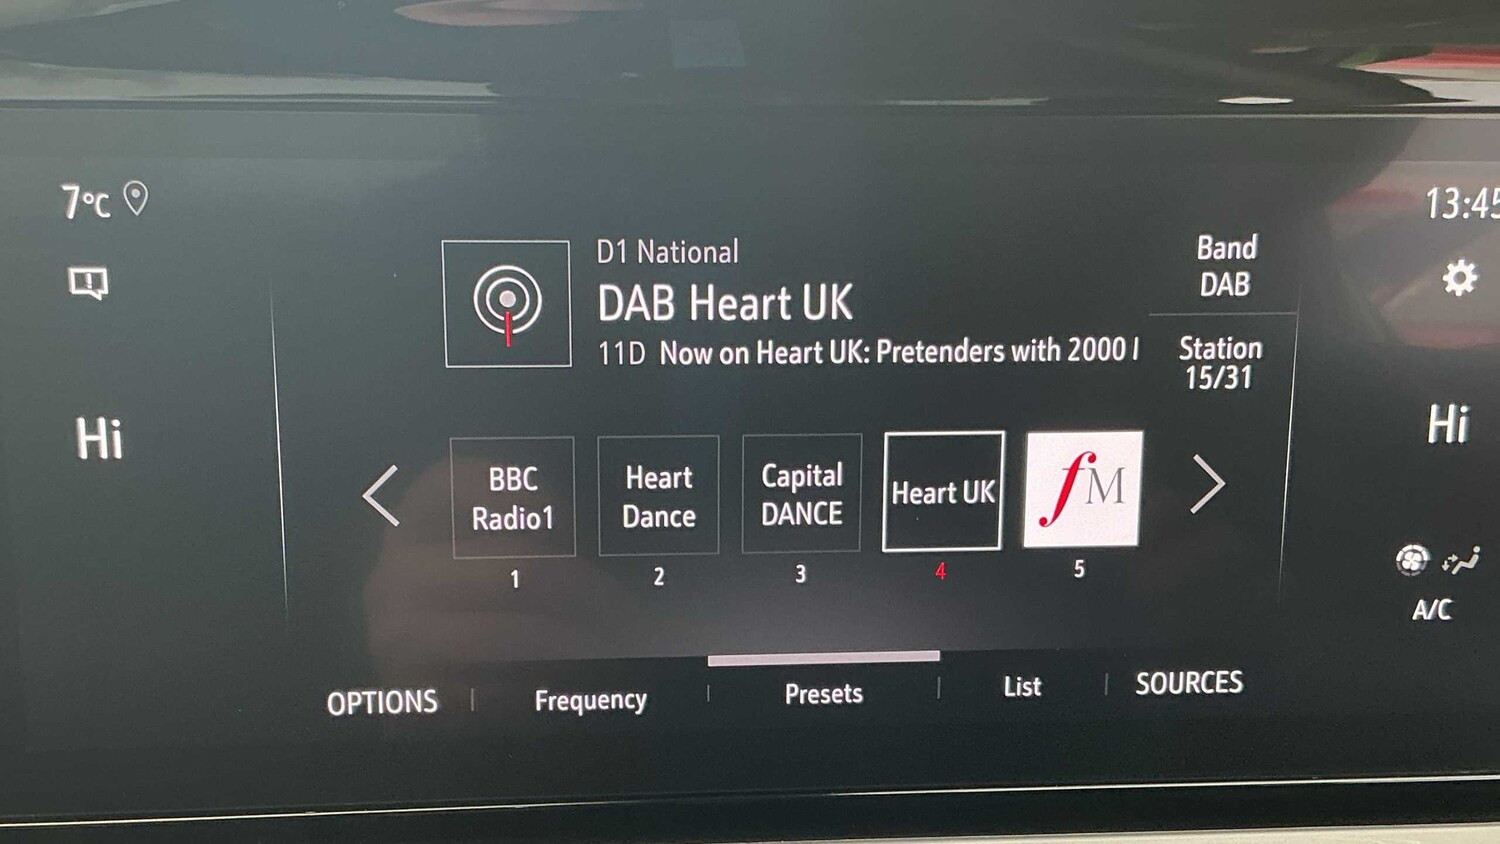 7°C
13:45
D1 National
DAB Heart UK
11D Now on Heart UK: Pretenders with 2000
Band
DAB
Station
15/31
Hi
Hi
BBC
Radio1
Heart
Dance
Capital
DANCE
Heart UK
fM
1
2
3
4
5
A/C
OPTIONS
Frequency
Presets
List
SOURCES